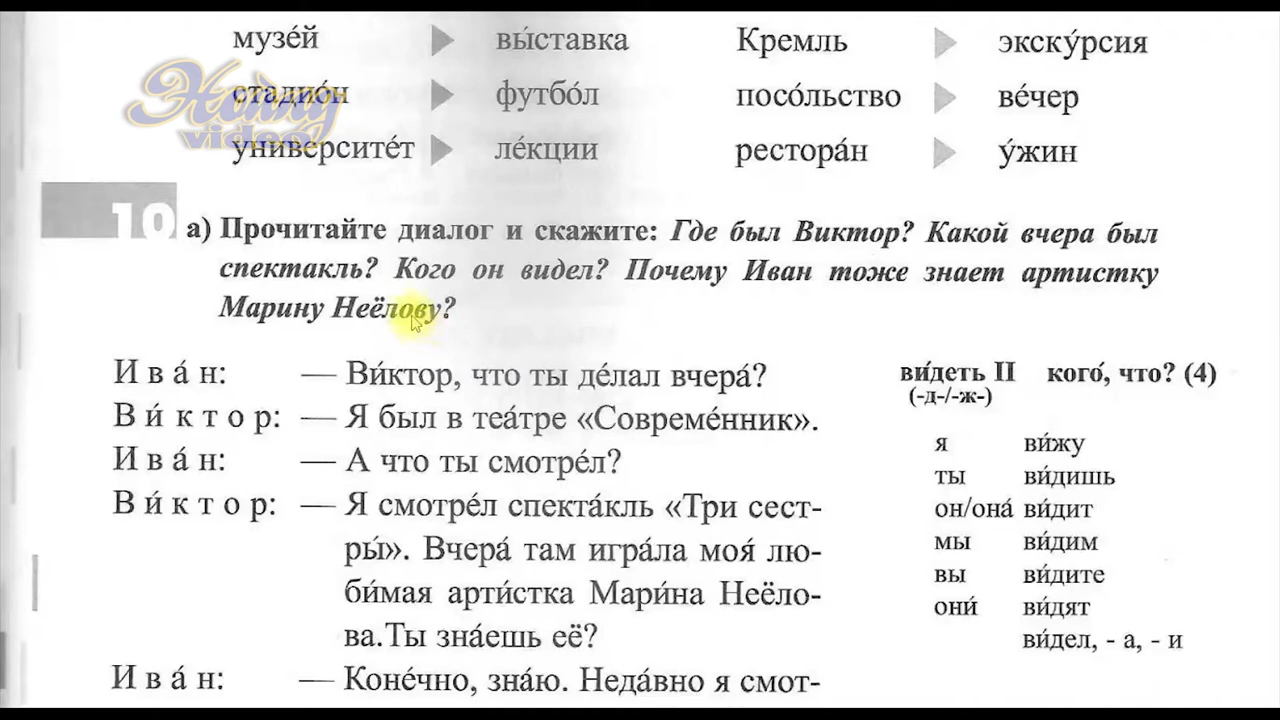 музе́й ▶ вы́ставка Кремль ▶ экску́рсия
стадио́н ▶ футбо́л посо́льство ▶ ве́чер
университе́т ▶ ле́кции рестора́н ▶ у́жин
video
10 а) Прочитайте диалог и скажите: Где был Виктор? Какой вчера был
спектакль? Кого он видел? Почему Иван тоже знает артистку
Марину Неёлову?
Ива́н: — Ви́ктор, что ты де́лал вчера́?
Ви́ктор: — Я был в теа́тре «Совреме́нник».
Ива́н: — А что ты смотре́л?
Ви́ктор: — Я смотре́л спекта́кль «Три сест-
ры́». Вчера́ там игра́ла моя́ лю-
би́мая арти́стка Мари́на Неёло-
ва.Ты зна́ешь её?
Ива́н: — Коне́чно, зна́ю. Неда́вно я смот-
ви́деть II кого́, что? (4)
(-д-/-ж-)
я ви́жу
ты ви́дишь
он/она́ ви́дит
мы ви́дим
вы ви́дите
они́ ви́дят
ви́дел, - а, - и